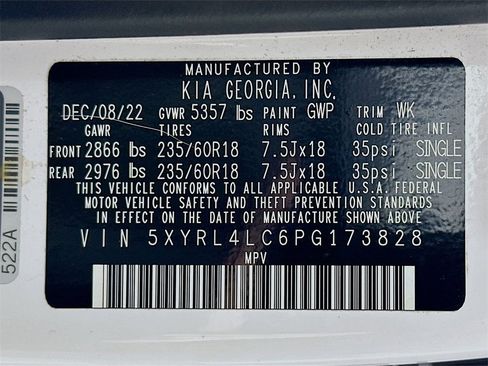 MANUFACTURED BY
KIA GEORGIA, INC.
DEC/08/22 GVWR 5357 lbs PAINT GWP TRIM WK
GAWR TIRES RIMS COLD TIRE INFL
FRONT 2866 lbs 235/60R18 7.5Jx18 35psi SINGLE
REAR 2976 lbs 235/60R18 7.5Jx18 35psi SINGLE
THIS VEHICLE CONFORMS TO ALL APPLICABLE U.S.A. FEDERAL
MOTOR VEHICLE SAFETY AND THEFT PREVENTION STANDARDS
IN EFFECT ON THE DATE OF MANUFACTURE SHOWN ABOVE
VIN 5XYRL4LC6PG173828
MPV
522A